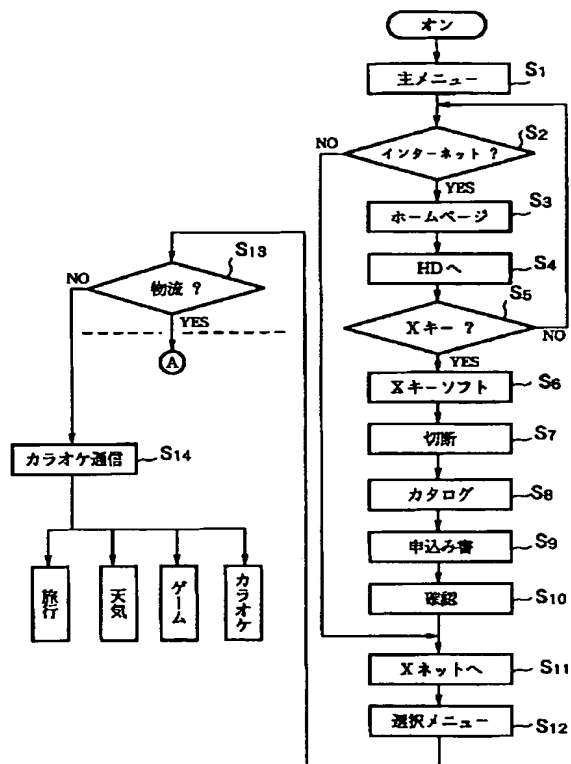 オン
主メニュー
S1
インターネット ?
S2
NO
YES
ホームページ
S3
HDへ
S4
Xキー ?
S5
NO
YES
Xキーソフト
S6
切断
S7
カタログ
S8
申込み書
S9
確認
S10
Xネットへ
S11
選択メニュー
S12
物流 ?
S13
NO
YES
A
カラオケ通信
S14
旅行
天気
ゲーム
カラオケ